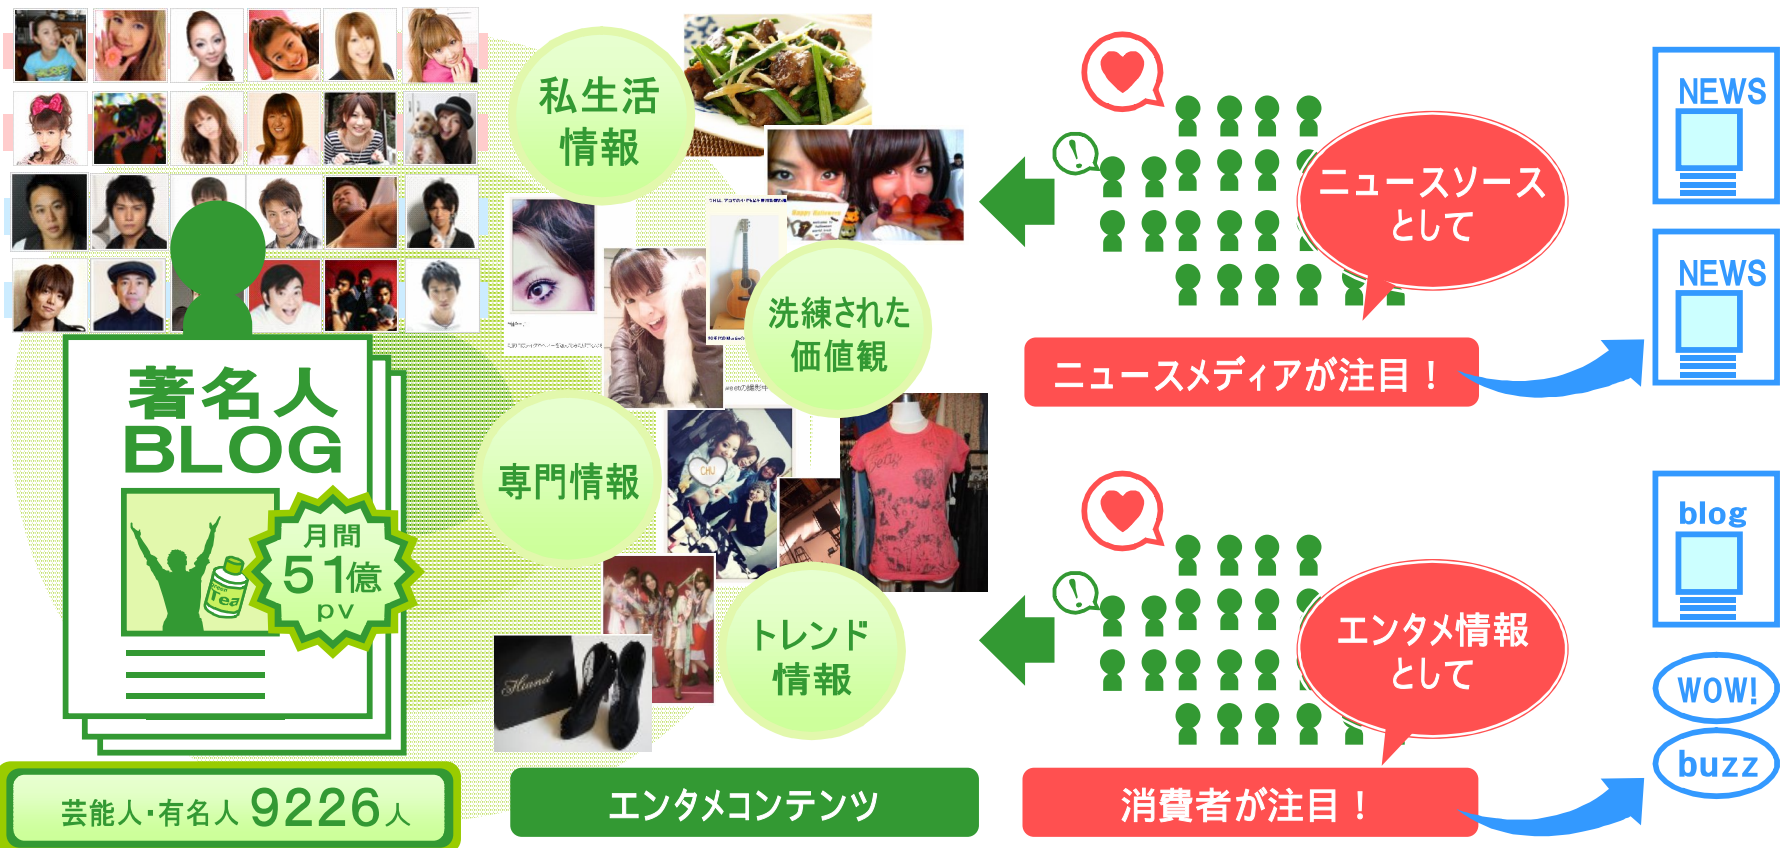 私生活
情報
洗練された
価値観
専門情報
トレンド
情報
著名人
BLOG
月間
51億
pv
Tea
芸能人・有名人 9226人
エンタメコンテンツ
CHU
ニュースソース
として
ニュースメディアが注目！
NEWS
NEWS
エンタメ情報
として
消費者が注目！
blog
WOW!
buzz